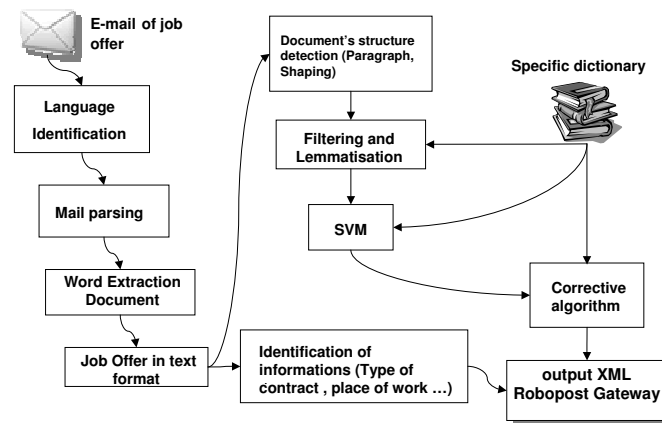 E-mail of job
offer
Language
Identification
Mail parsing
Word Extraction
Document
Job Offer in text
format
Document's structure
detection (Paragraph,
Shaping)
Specific dictionary
Filtering and
Lemmatisation
SVM
Corrective
algorithm
Identification of
informations (Type of
contract , place of work ...)
output XML
Robopost Gateway